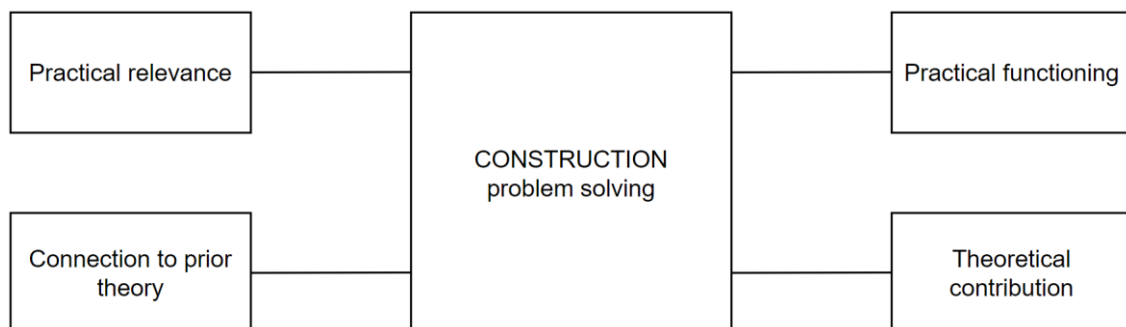 Practical relevance
Practical functioning
CONSTRUCTION
problem solving
Connection to prior
theory
Theoretical
contribution